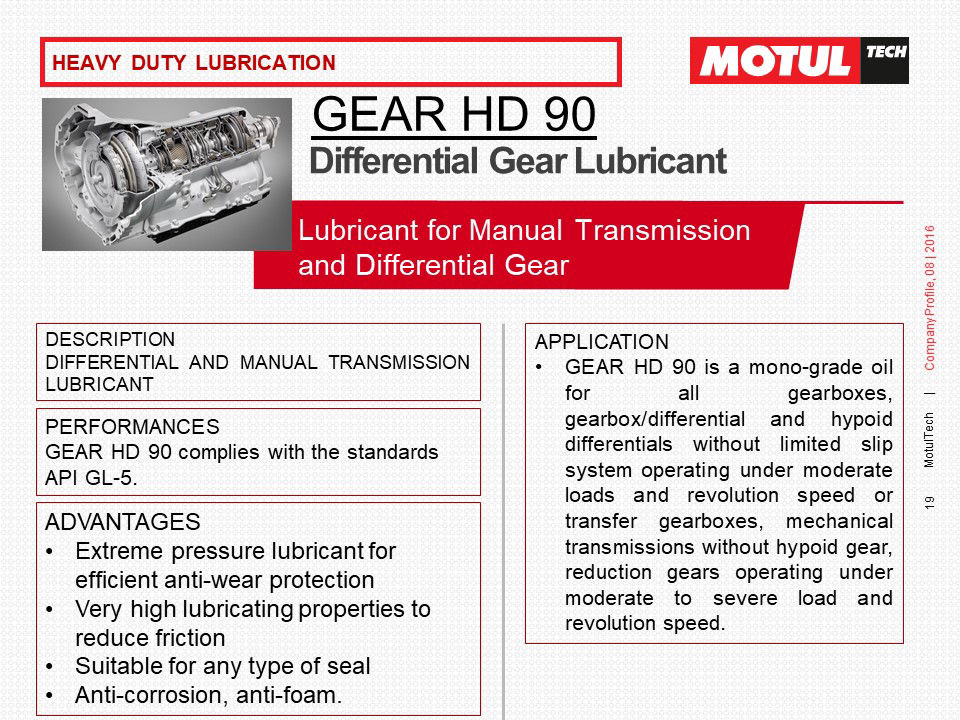 HEAVY DUTY LUBRICATION
MOTUL TECH
GEAR HD 90
Differential Gear Lubricant
Lubricant for Manual Transmission
and Differential Gear
DESCRIPTION
DIFFERENTIAL AND MANUAL TRANSMISSION
LUBRICANT
PERFORMANCES
GEAR HD 90 complies with the standards
API GL-5.
ADVANTAGES
• Extreme pressure lubricant for
efficient anti-wear protection
• Very high lubricating properties to
reduce friction
• Suitable for any type of seal
• Anti-corrosion, anti-foam.
APPLICATION
• GEAR HD 90 is a mono-grade oil
for all gearboxes,
gearbox/differential and hypoid
differentials without limited slip
system operating under moderate
loads and revolution speed or
transfer gearboxes, mechanical
transmissions without hypoid gear,
reduction gears operating under
moderate to severe load and
revolution speed.
19 MotulTech | Company Profile, 08 | 2016